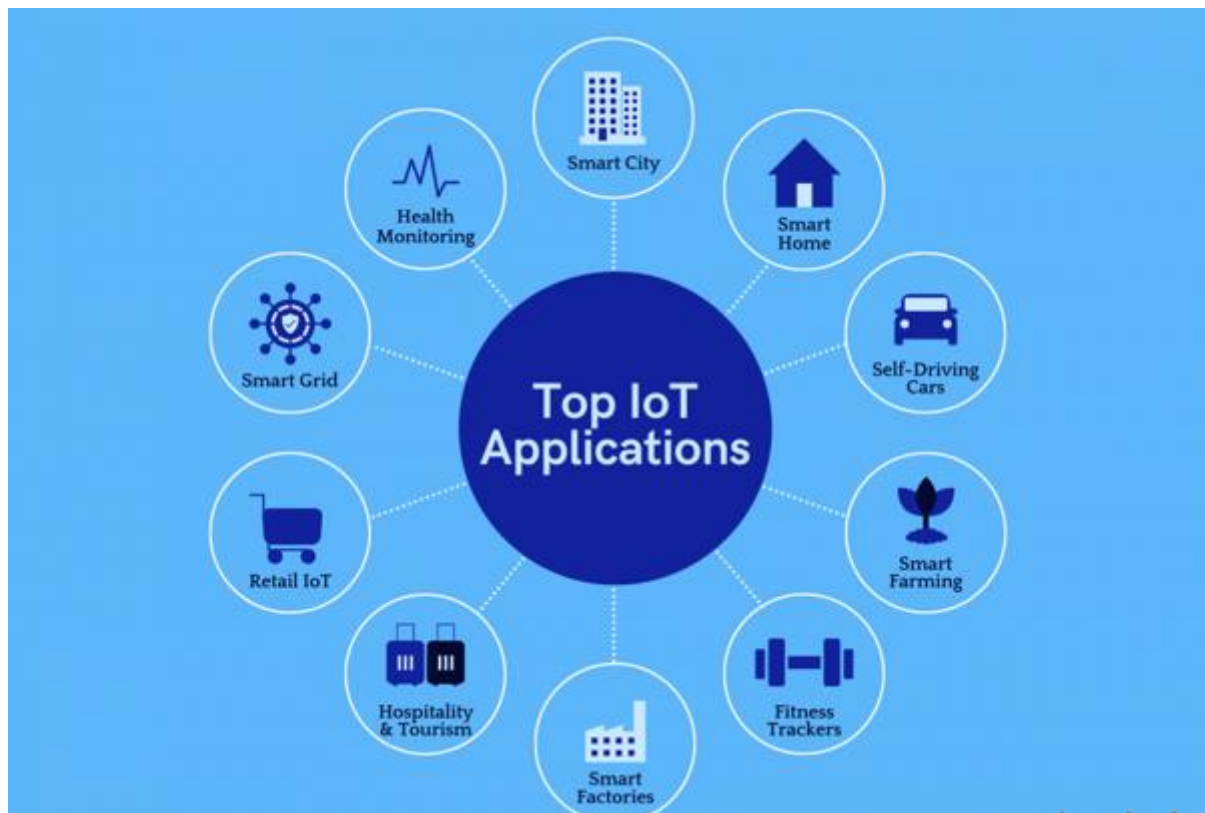 Top IoT
Applications
Smart City
Smart
Home
Self-Driving
Cars
Smart
Farming
Fitness
Trackers
Smart
Factories
Hospitality
& Tourism
Retail IoT
Smart Grid
Health
Monitoring